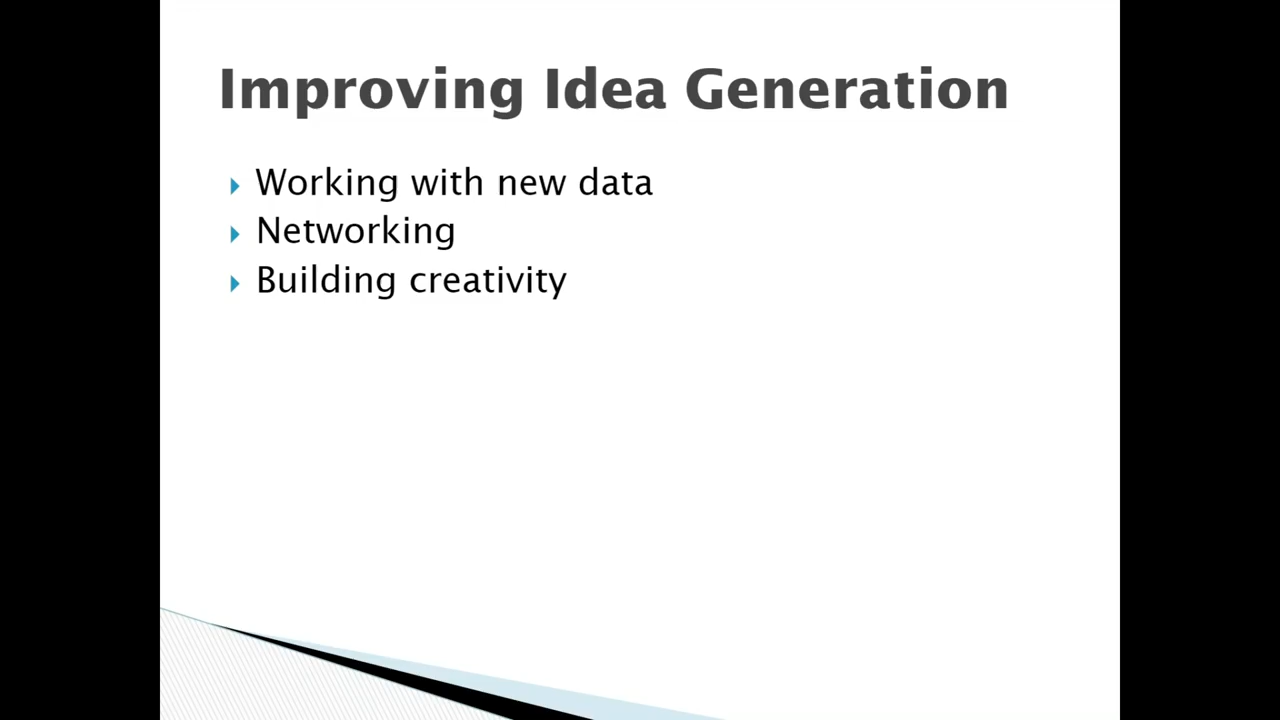 Improving Idea Generation
Working with new data
Networking
Building creativity